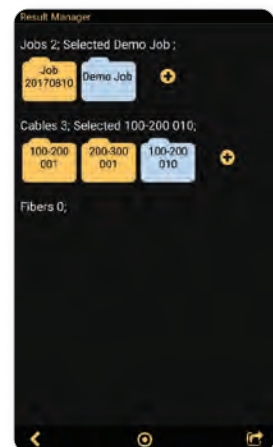 Result Manager
Jobs 2; Selected Demo Job ;
Job
20170810
Demo Job
Cables 3; Selected 100-200 010;
100-200
001
200-300
001
100-200
010
Fibers 0;